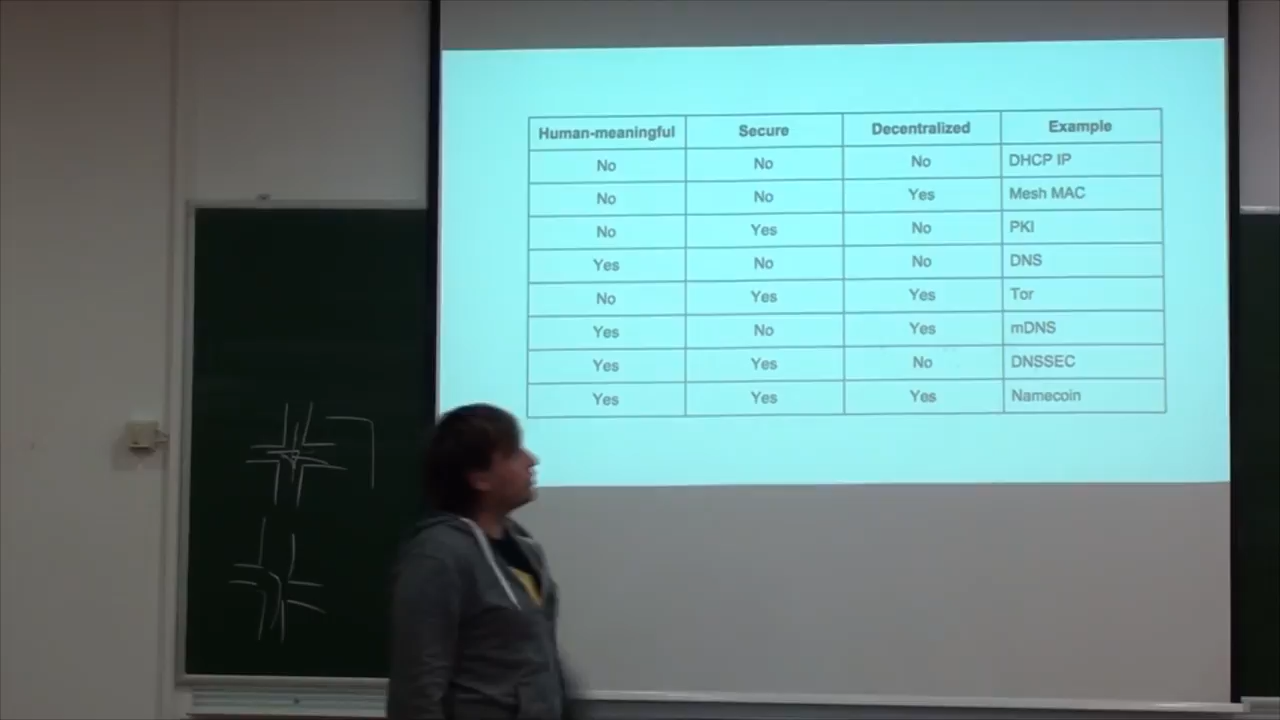 Human-meaningful Secure Decentralized Example
No No No DHCP IP
No No Yes Mesh MAC
No Yes No PKI
Yes No No DNS
No Yes Yes Tor
Yes No Yes mDNS
Yes Yes No DNSSEC
Yes Yes Yes Namecoin